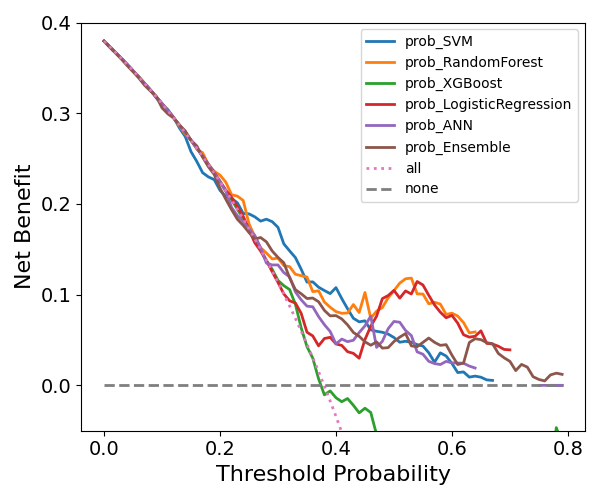 0.4
0.3
0.2
0.1
0.0
Net Benefit
prob_SVM
prob_RandomForest
prob_XGBoost
prob_LogisticRegression
prob_ANN
prob_Ensemble
all
none
0.0 0.2 0.4 0.6 0.8
Threshold Probability